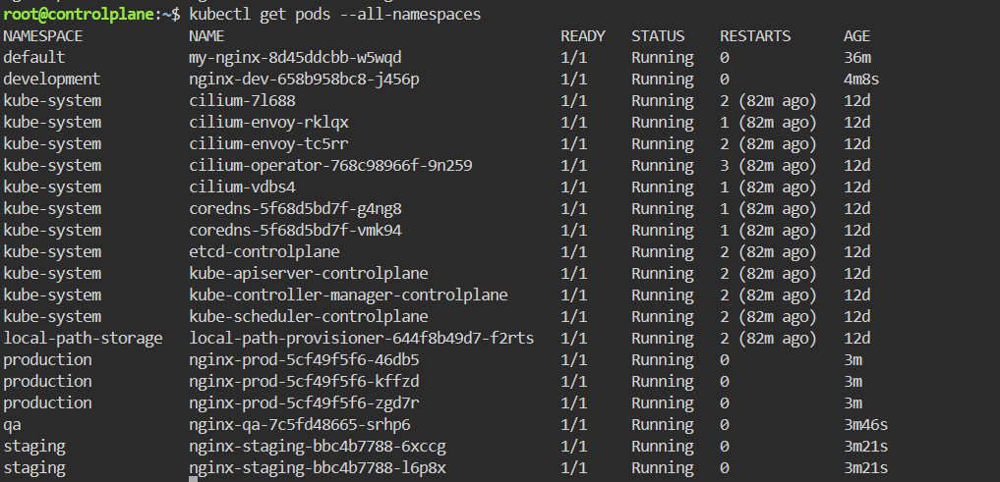 root@controlplane:~$ kubectl get pods --all-namespaces
NAMESPACE NAME READY STATUS RESTARTS AGE
default my-nginx-8d45ddcbb-w5wqd 1/1 Running 0 36m
development nginx-dev-658b958bc8-j456p 1/1 Running 0 4m8s
kube-system cilium-7l688 1/1 Running 2 (82m ago) 12d
kube-system cilium-envoy-rklqx 1/1 Running 1 (82m ago) 12d
kube-system cilium-envoy-tc5rr 1/1 Running 2 (82m ago) 12d
kube-system cilium-operator-768c98966f-9n259 1/1 Running 3 (82m ago) 12d
kube-system cilium-vdbs4 1/1 Running 1 (82m ago) 12d
kube-system coredns-5f68d5bd7f-g4ng8 1/1 Running 1 (82m ago) 12d
kube-system coredns-5f68d5bd7f-vmk94 1/1 Running 1 (82m ago) 12d
kube-system etcd-controlplane 1/1 Running 2 (82m ago) 12d
kube-system kube-apiserver-controlplane 1/1 Running 2 (82m ago) 12d
kube-system kube-controller-manager-controlplane 1/1 Running 2 (82m ago) 12d
kube-system kube-scheduler-controlplane 1/1 Running 2 (82m ago) 12d
local-path-storage local-path-provisioner-644f8b49d7-f2rts 1/1 Running 2 (82m ago) 12d
production nginx-prod-5cf49f5f6-46db5 1/1 Running 0 3m
production nginx-prod-5cf49f5f6-kffzd 1/1 Running 0 3m
production nginx-prod-5cf49f5f6-zgd7r 1/1 Running 0 3m
qa nginx-qa-7c5fd48665-srhp6 1/1 Running 0 3m46s
staging nginx-staging-bbc4b7788-6xccg 1/1 Running 0 3m21s
staging nginx-staging-bbc4b7788-l6p8x 1/1 Running 0 3m21s